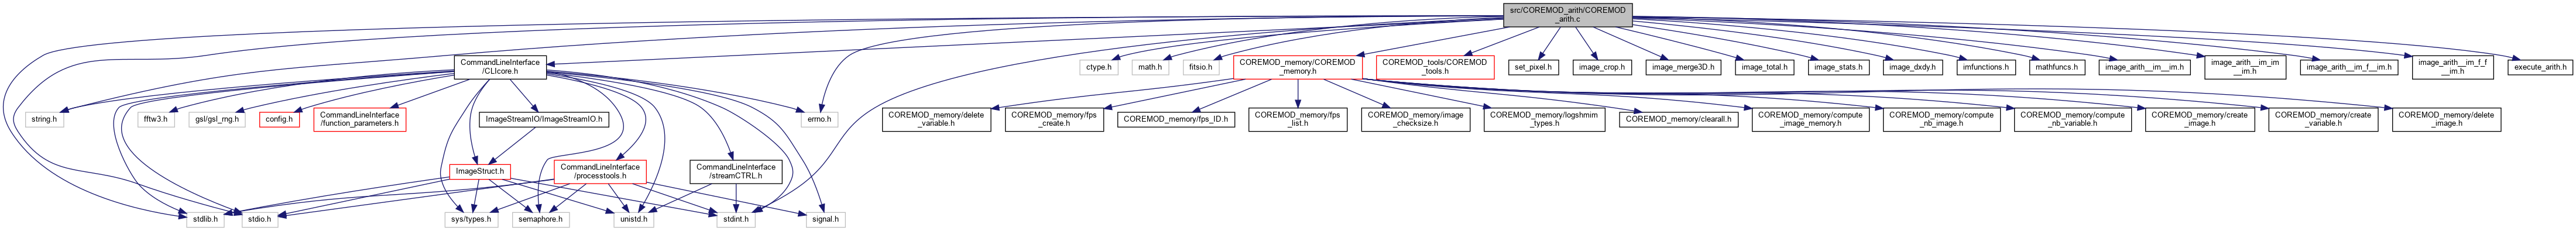 src/COREMOD_arith/COREMOD
_arith.c
CommandLineInterface
/CLIcore.h
ctype.h
math.h
fitsio.h
COREMOD_memory/COREMOD
_memory.h
COREMOD_tools/COREMOD
_tools.h
set_pixel.h
image_crop.h
image_merge3D.h
image_total.h
image_stats.h
image_dxdy.h
imfunctions.h
mathfuncs.h
image_arith__im__im.h
image_arith__im_im
__im.h
image_arith__im_f__im.h
image_arith__im_f_f
__im.h
execute_arith.h
string.h
fftw3.h
gsl/gsl_rng.h
config.h
CommandLineInterface
/function_parameters.h
ImageStreamIO/ImageStreamIO.h
errno.h
COREMOD_memory/delete
_variable.h
COREMOD_memory/fps
_create.h
COREMOD_memory/fps_ID.h
COREMOD_memory/fps
_list.h
COREMOD_memory/image
_checksize.h
COREMOD_memory/logshmim
_types.h
COREMOD_memory/clearall.h
COREMOD_memory/compute
_image_memory.h
COREMOD_memory/compute
_nb_image.h
COREMOD_memory/compute
_nb_variable.h
COREMOD_memory/create
_image.h
COREMOD_memory/create
_variable.h
COREMOD_memory/delete
_image.h
ImageStruct.h
CommandLineInterface
/processtools.h
CommandLineInterface
/streamCTRL.h
stdlib.h
stdio.h
sys/types.h
semaphore.h
unistd.h
stdint.h
signal.h